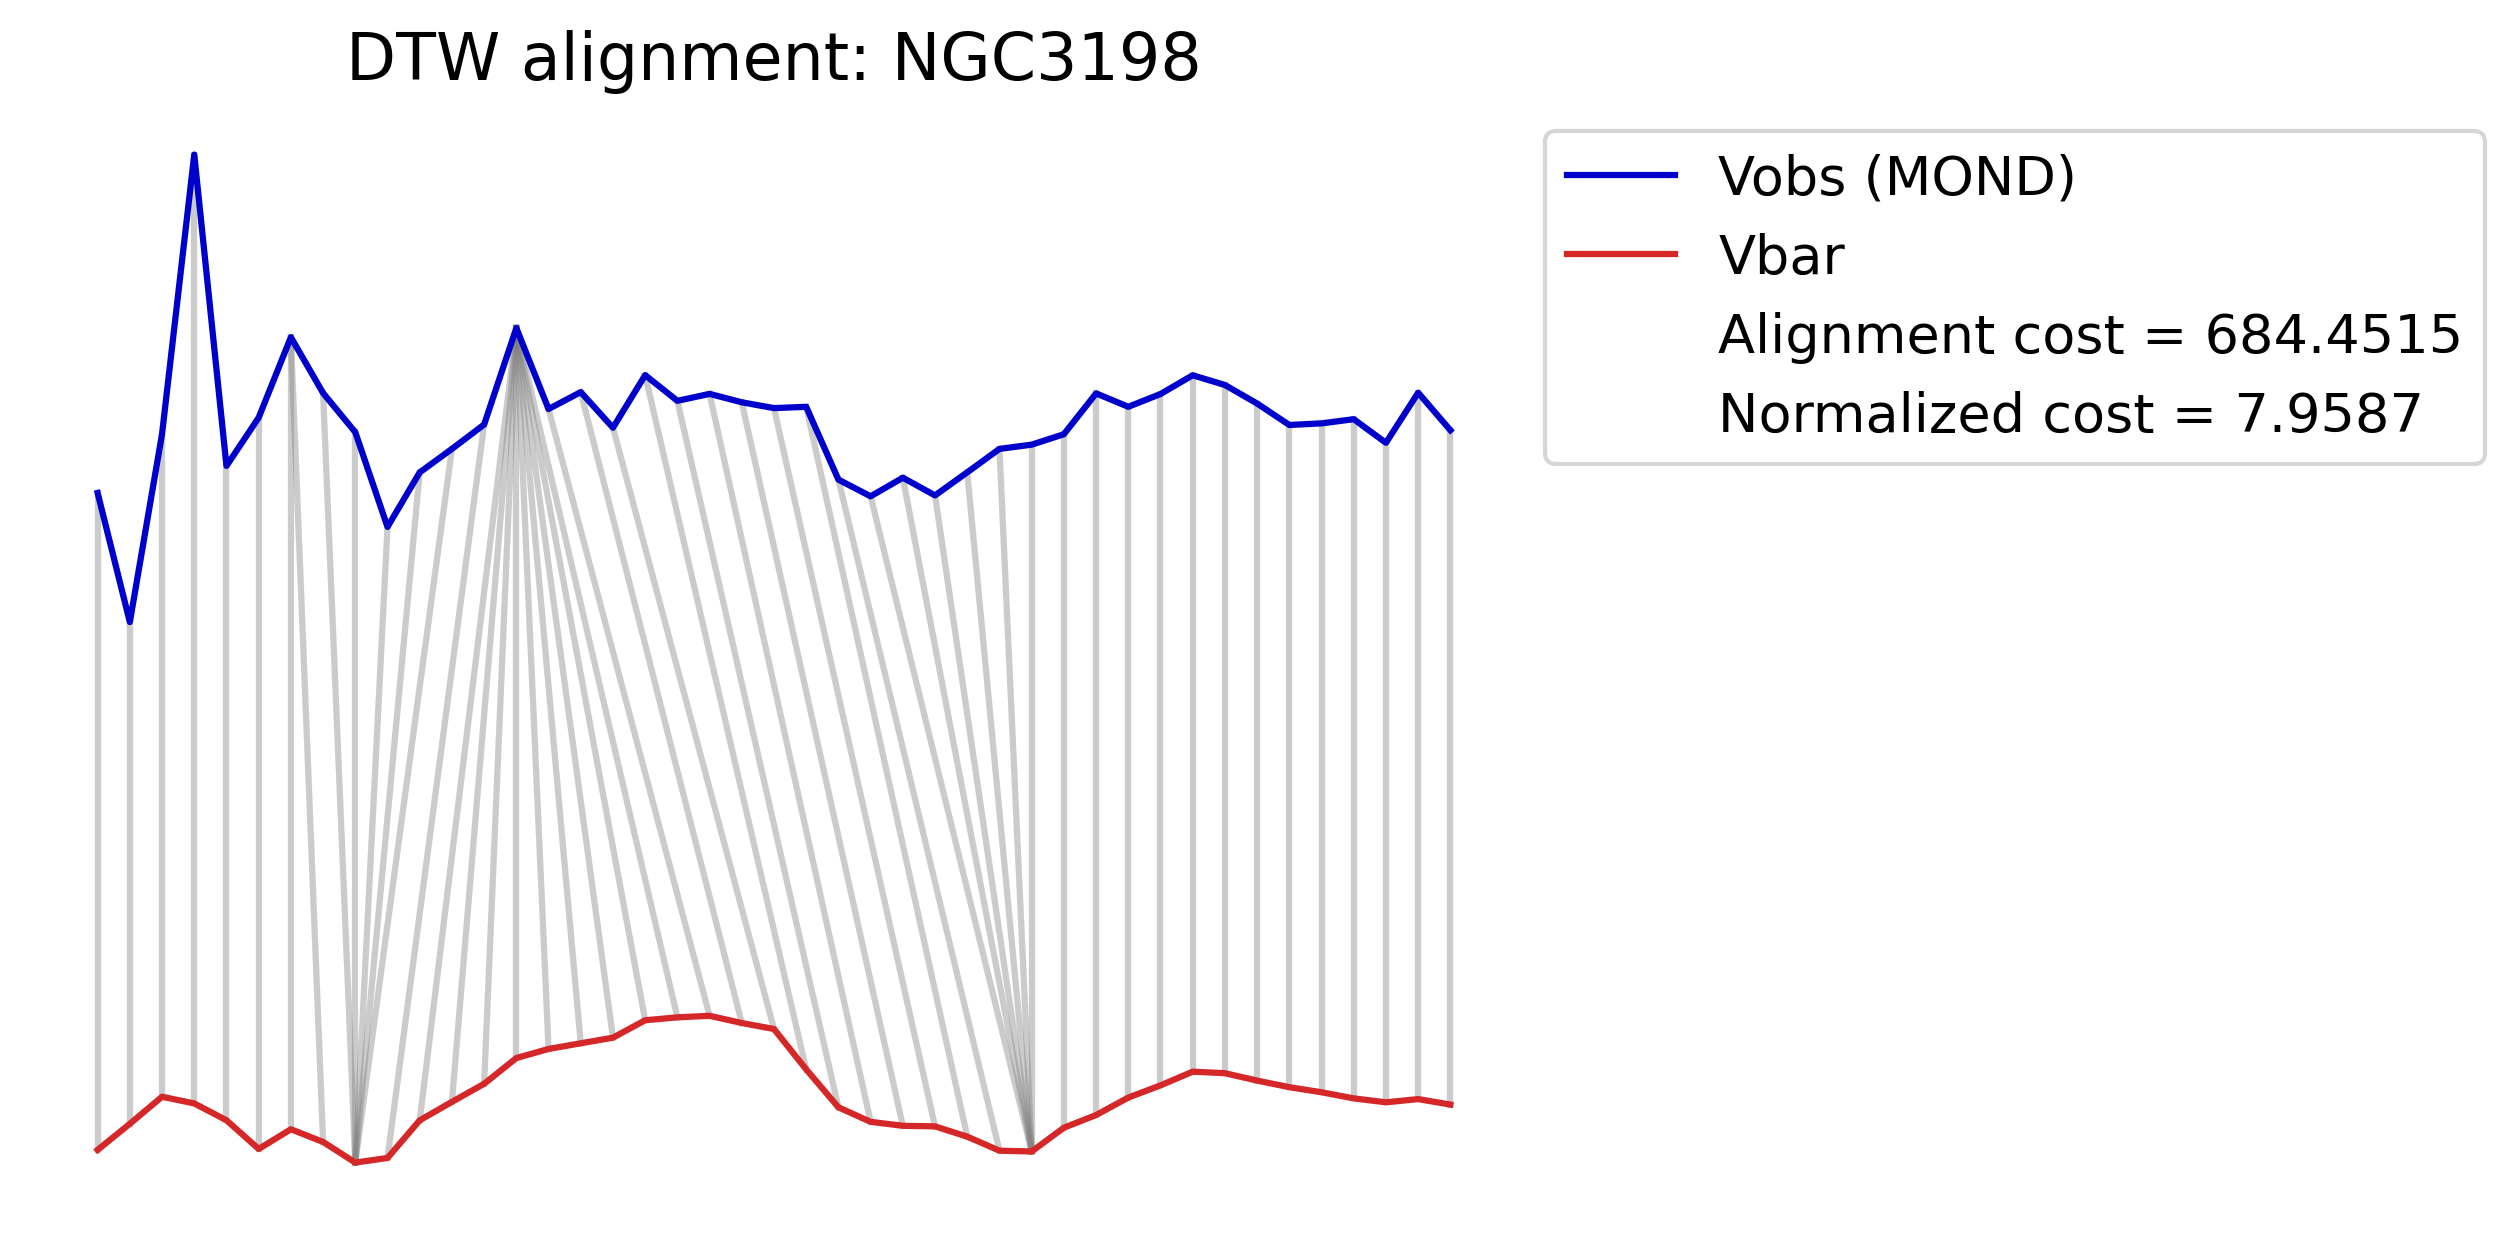 DTW alignment: NGC3198
Vobs (MOND)
Vbar
Alignment cost = 684.4515
Normalized cost = 7.9587